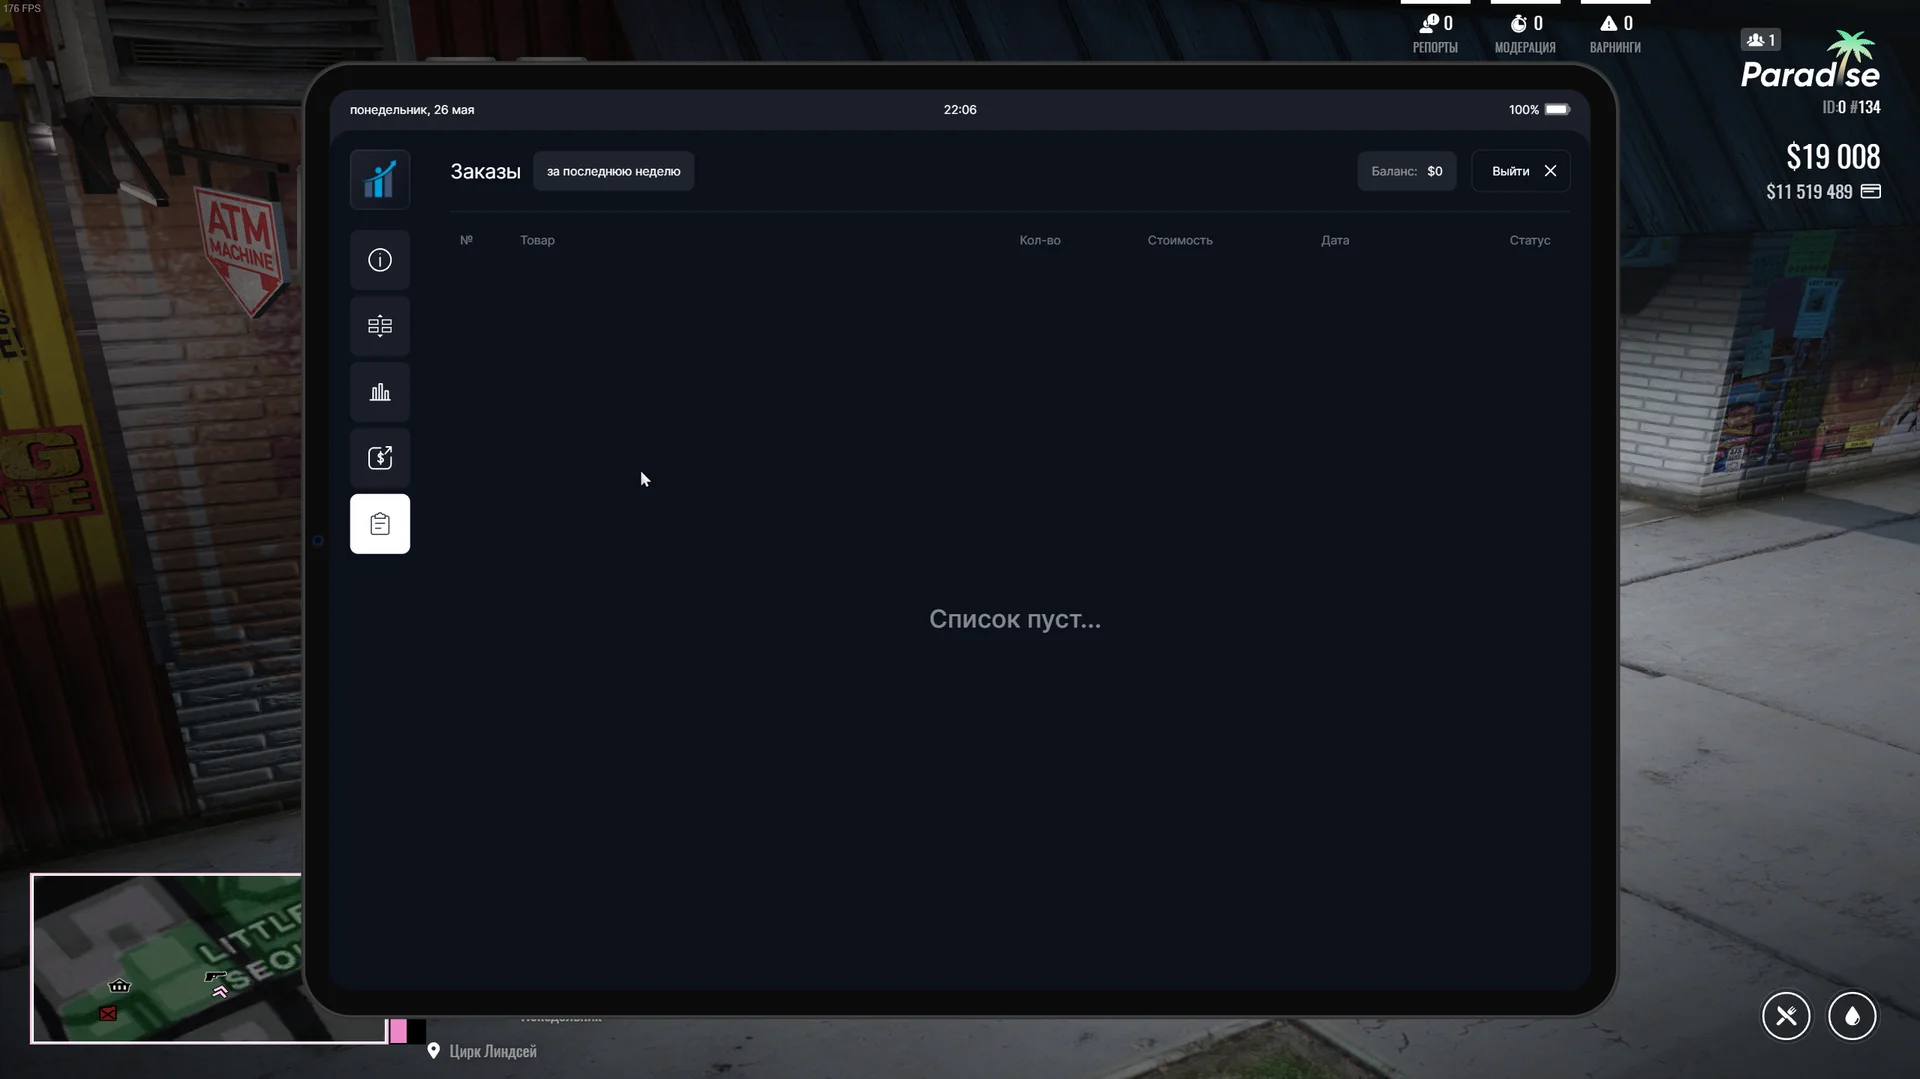 176 FPS
0
РЕПОРТЫ
0
МОДЕРАЦИЯ
0
ВАРНИНГИ
1
Paradise
ID:0 #134
$19 008
$11 519 489
понедельник, 26 мая
22:06
100%
Заказы
за последнюю неделю
Баланс: $0
Выйти
№
Товар
Кол-во
Стоимость
Дата
Статус
Список пуст...
ATM
MACHINE
LITTLE
SEOU
Цирк Линдсей